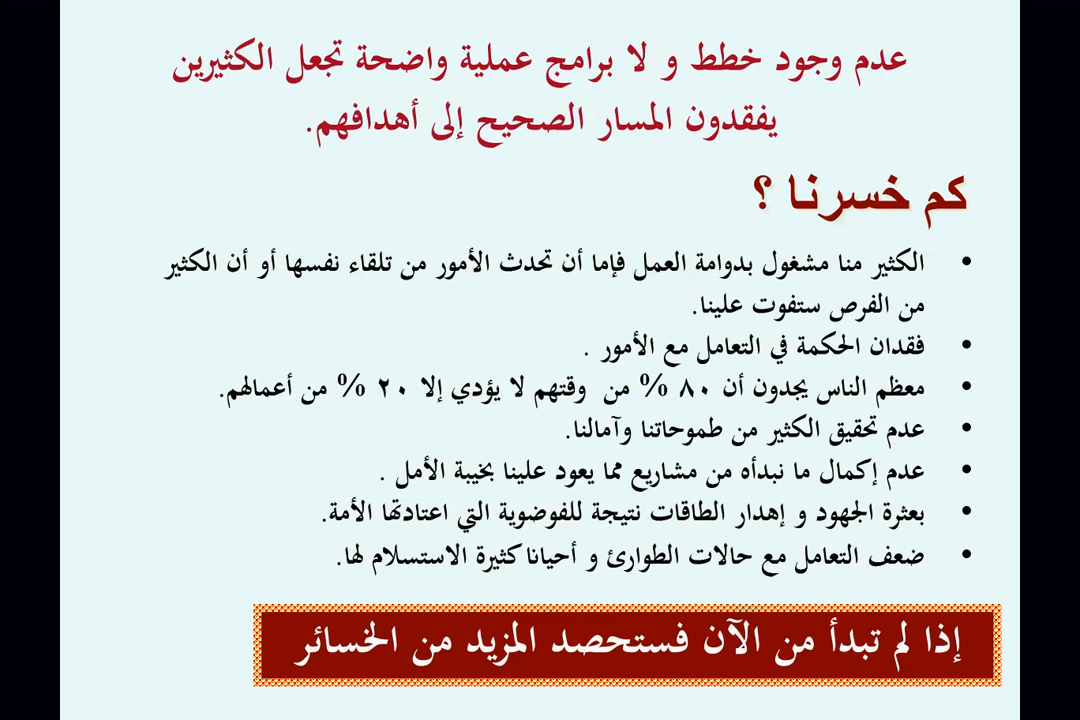 عدم وجود خطط و لا برامج عملية واضحة تجعل الكثيرين
يفقدون المسار الصحيح إلى أهدافهم.
كم خسرنا ؟
• الكثير منا مشغول بدوامة العمل فإما أن تحدث الأمور من تلقاء نفسها أو أن الكثير
من الفرص ستفوت علينا.
• فقدان الحكمة في التعامل مع الأمور .
• معظم الناس يجدون أن ٨٠ % من وقتهم لا يؤدي إلا ٢٠ % من أعمالهم.
• عدم تحقيق الكثير من طموحاتنا وآمالنا.
• عدم إكمال ما نبدأه من مشاريع مما يعود علينا بخيبة الأمل .
• بعثرة الجهود و إهدار الطاقات نتيجة للفوضوية التي اعتادتها الأمة.
• ضعف التعامل مع حالات الطوارئ و أحيانا كثيرة الاستسلام لها.
إذا لم تبدأ من الآن فستحصد المزيد من الخسائر